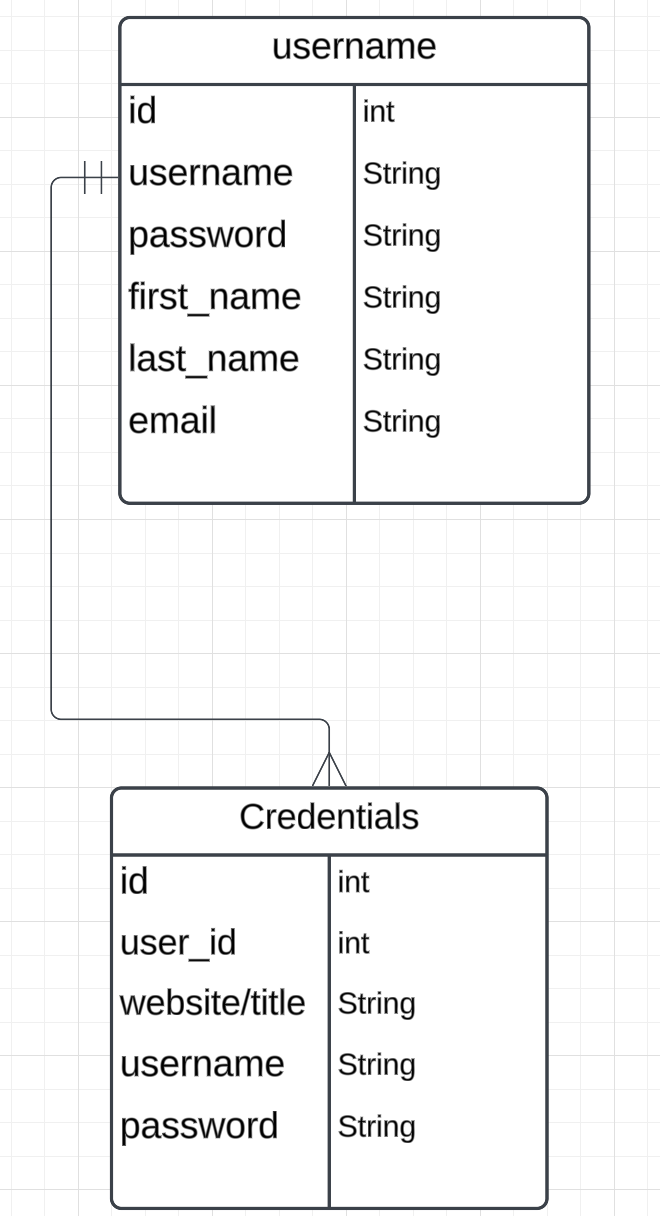 username
id int
username String
password String
first_name String
last_name String
email String
Credentials
id int
user_id int
website/title String
username String
password String